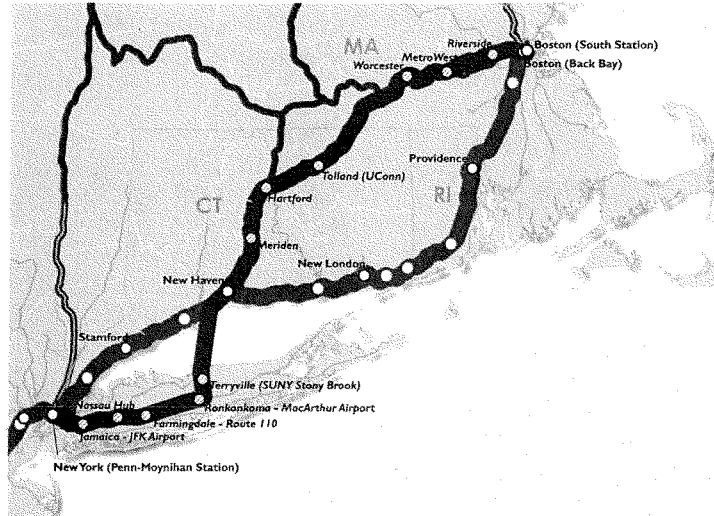 MA
Riverside
Boston (South Station)
MetroWest
Boston (Back Bay)
Worcester
Providence
Tolland (UConn)
Hartford
CT
RI
Meriden
New London
New Haven
Stamford
Terryville (SUNY Stony Brook)
Nassau Hub
Ronkonkoma - MacArthur Airport
Farmingdale - Route 110
Jamaica - JFK Airport
New York (Penn-Moynihan Station)